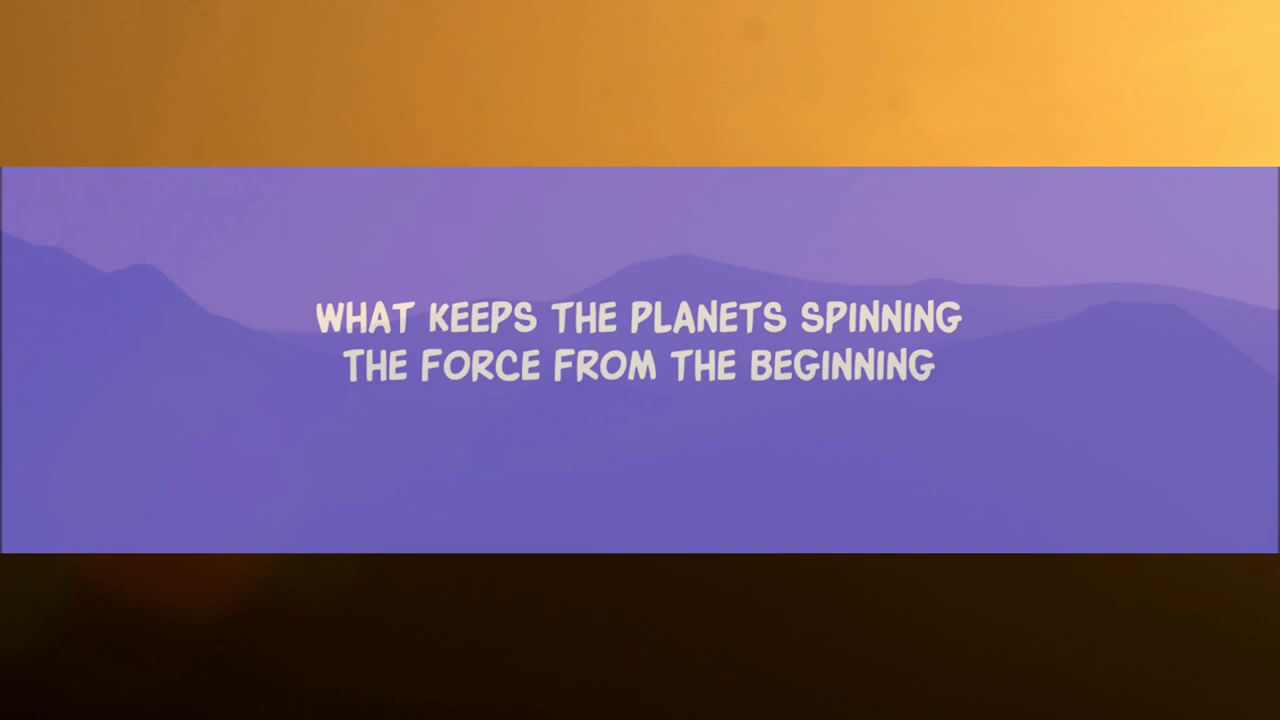 WHAT KEEPS THE PLANETS SPINNING
THE FORCE FROM THE BEGINNING